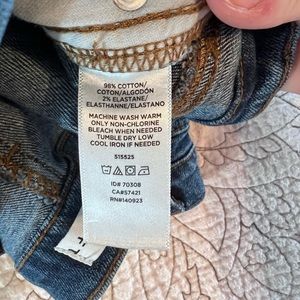 98% COTTON/
COTON/ALGODÓN
2% ELASTANE/
ELASTHANNE/ELASTANO
MACHINE WASH WARM
ONLY NON-CHLORINE
BLEACH WHEN NEEDED
TUMBLE DRY LOW
COOL IRON IF NEEDED
515525
ID# 70308
CA#57421
RN#140923